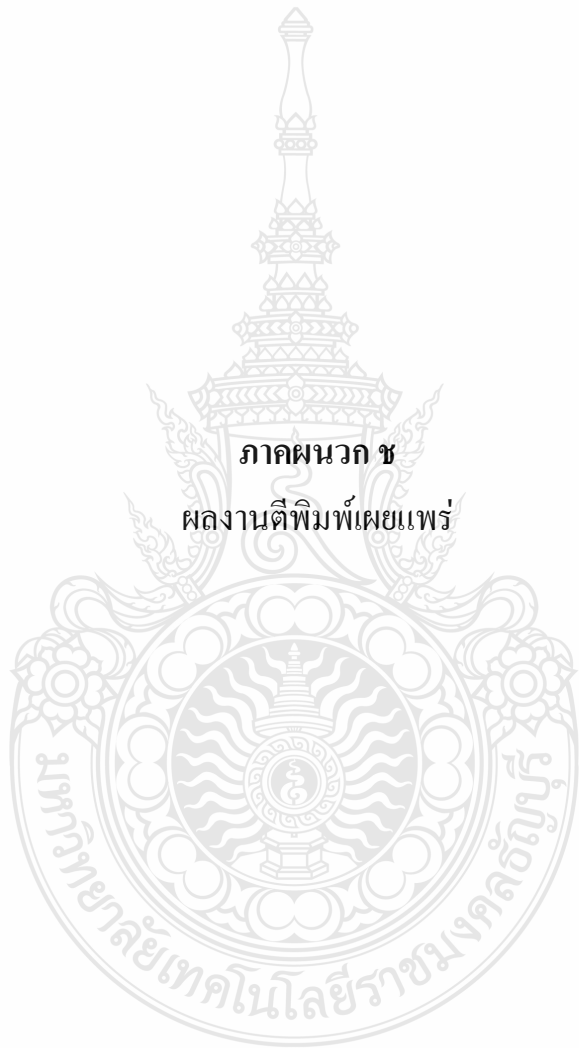 ภาคผนวก ช
ผลงานตีพิมพ์เผยแพร่
มหาวิทยาลัยเทคโนโลยีราชมงคลธัญบุรี